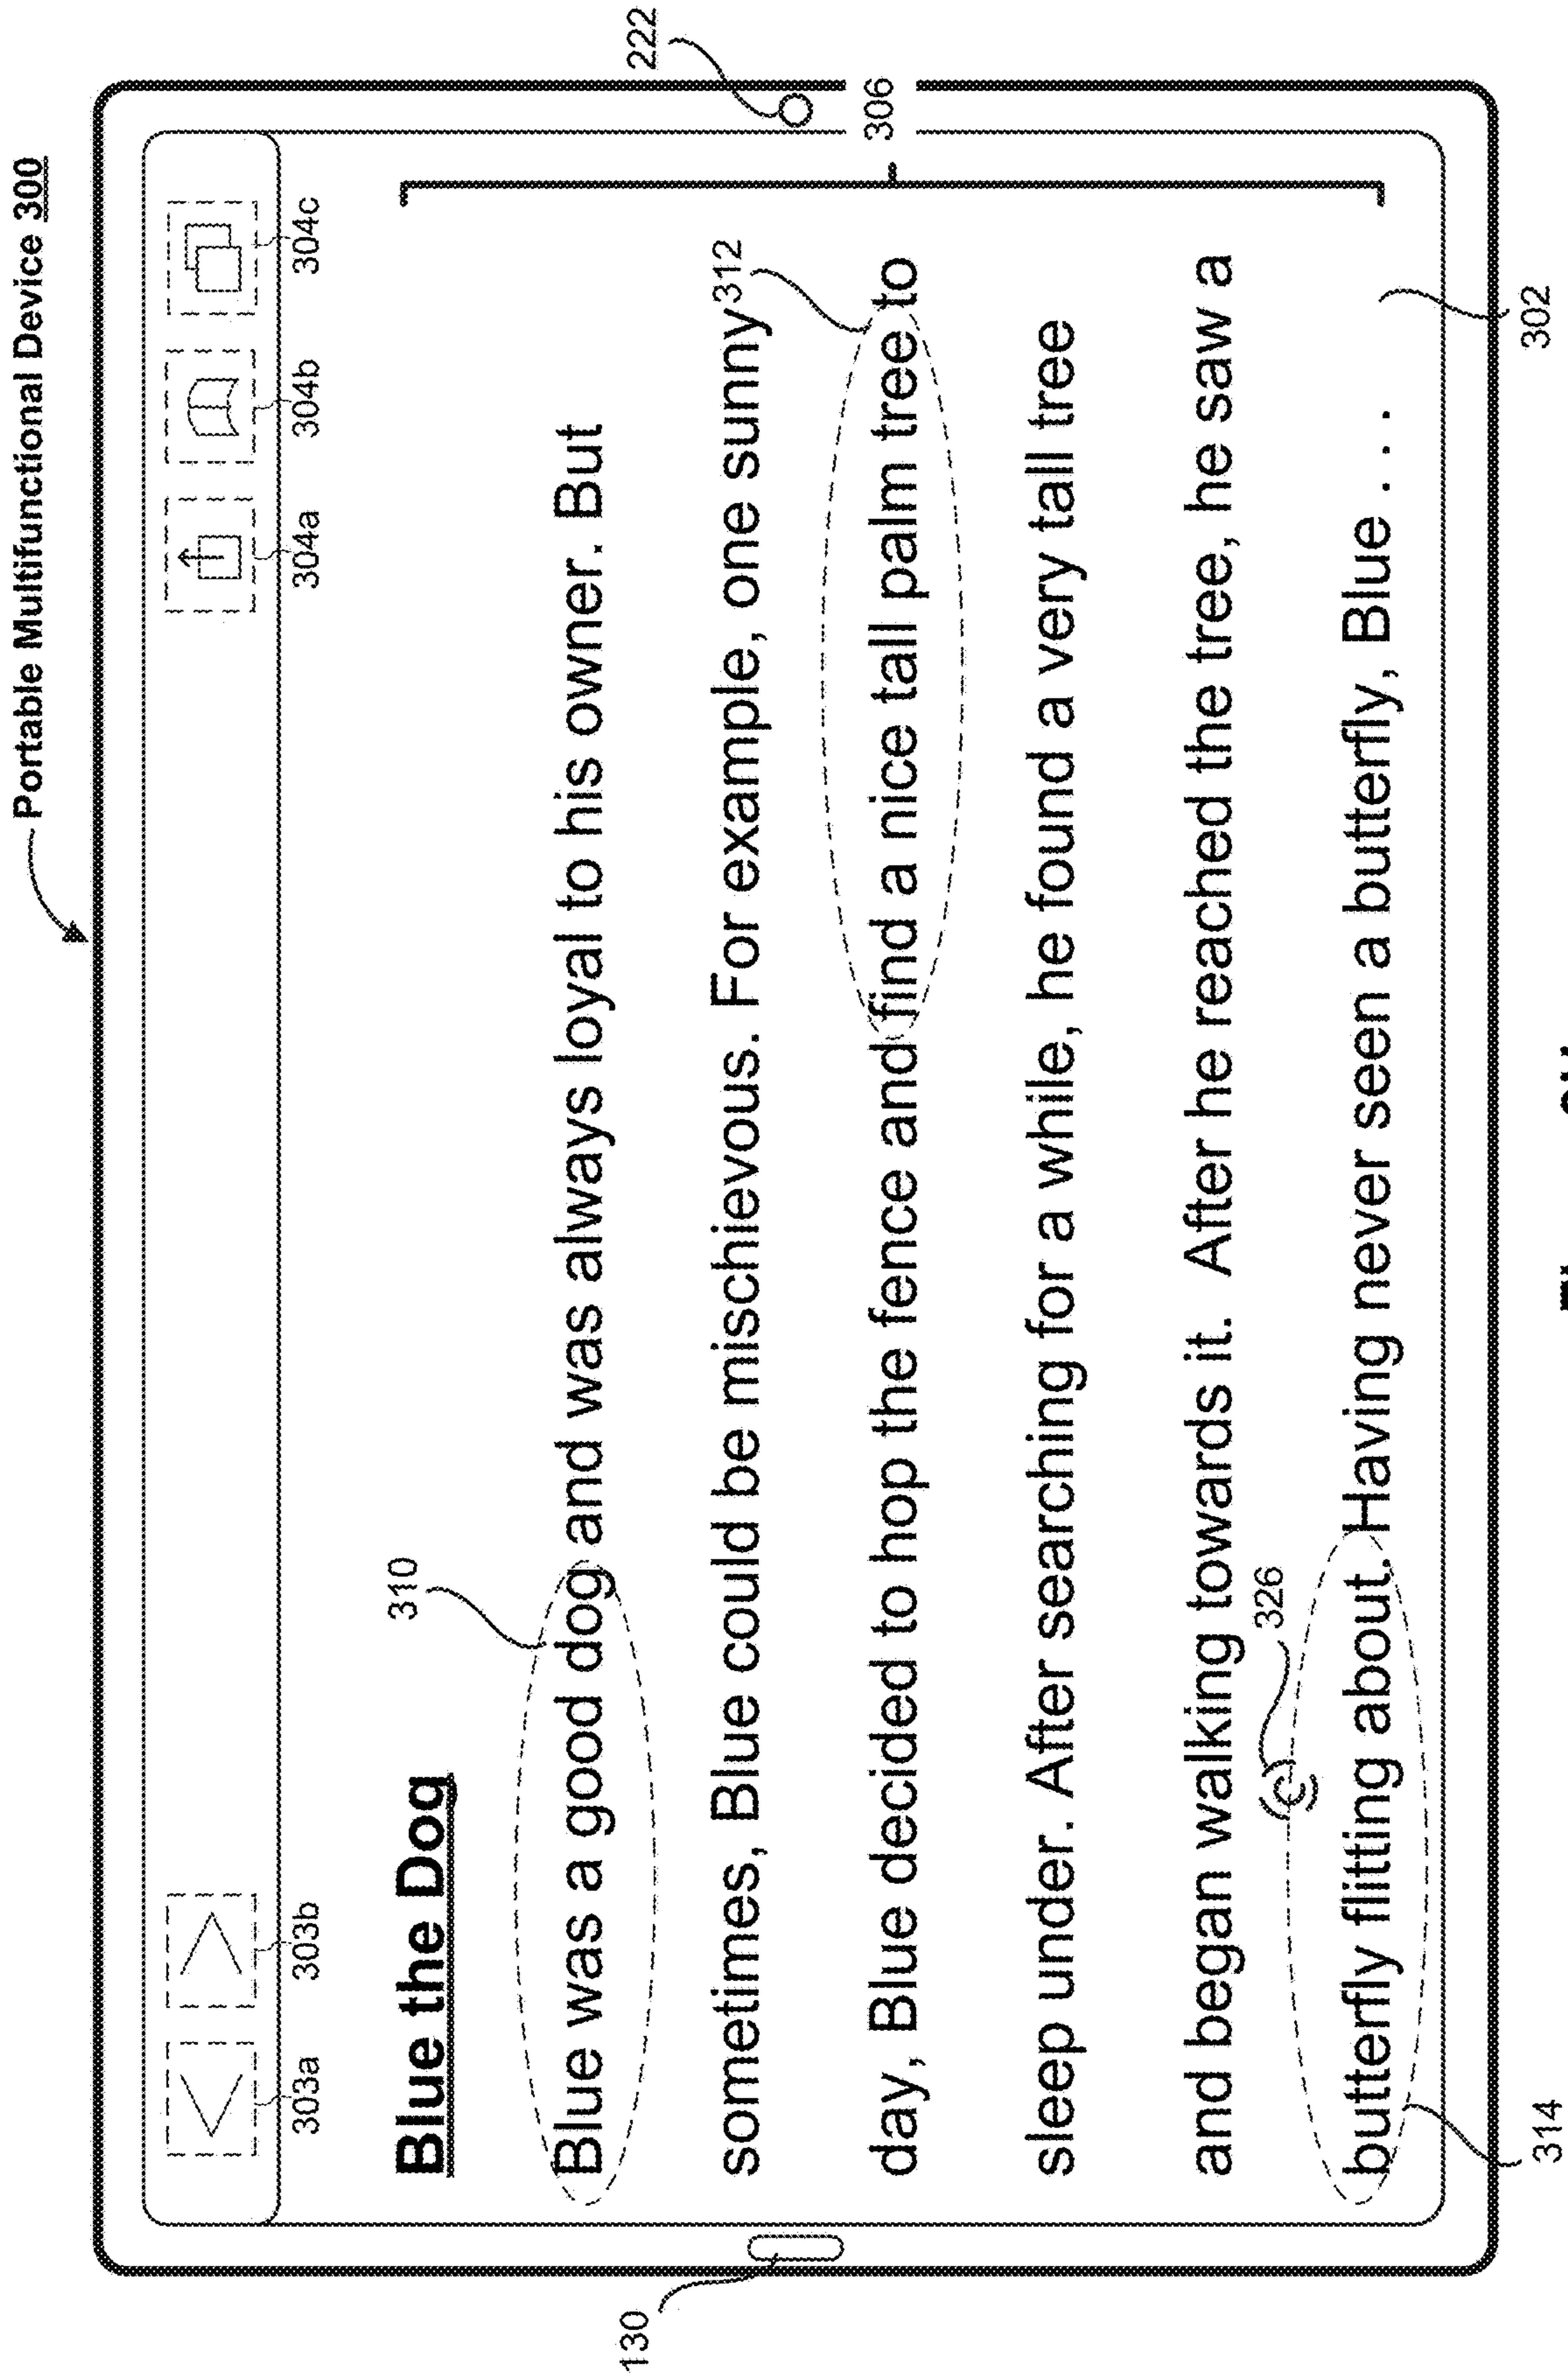 Portable Multifunctional Device 300
303a
303b
304a
304b
304c
Blue the Dog
310
Blue was a good dog and was always loyal to his owner. But
222
sometimes, Blue could be mischievous. For example, one sunny
312
130
306
day, Blue decided to hop the fence and find a nice tall palm tree to
sleep under. After searching for a while, he found a very tall tree
and began walking towards it. After he reached the tree, he saw a
326
butterfly flitting about. Having never seen a butterfly, Blue . . .
314
302